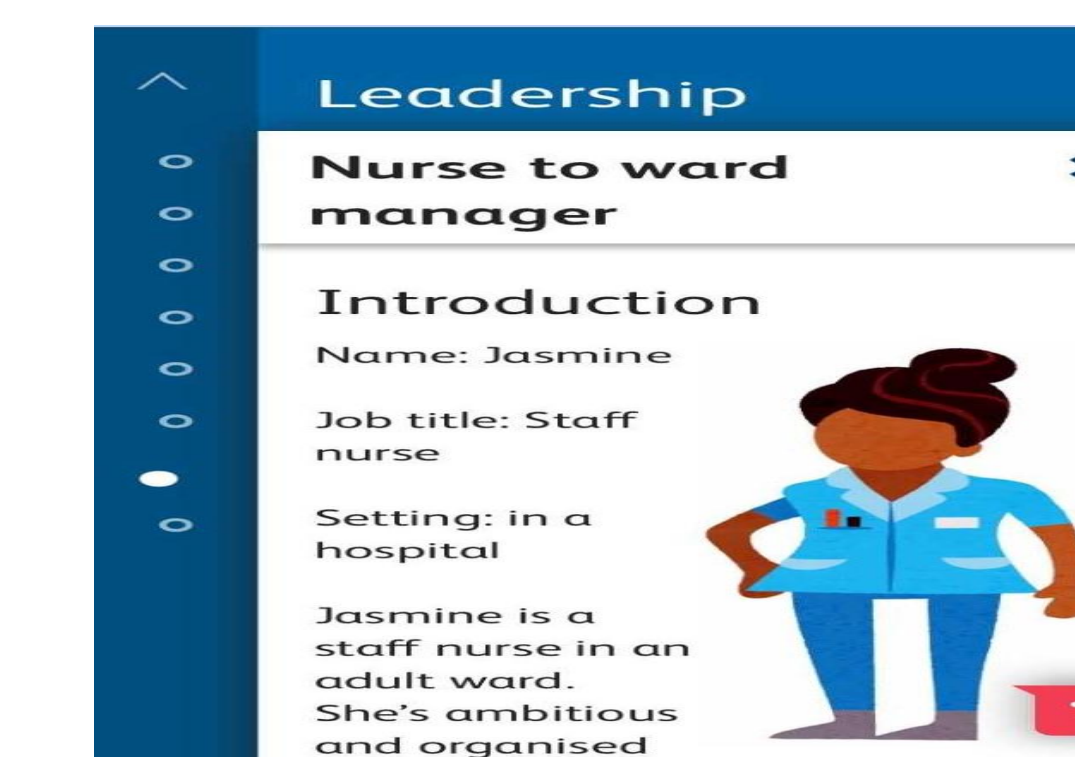 Leadership
Nurse to ward
manager
Introduction
Name: Jasmine
Job title: Staff
nurse
Setting: in a
hospital
Jasmine is a
staff nurse in an
adult ward.
She's ambitious
and organised